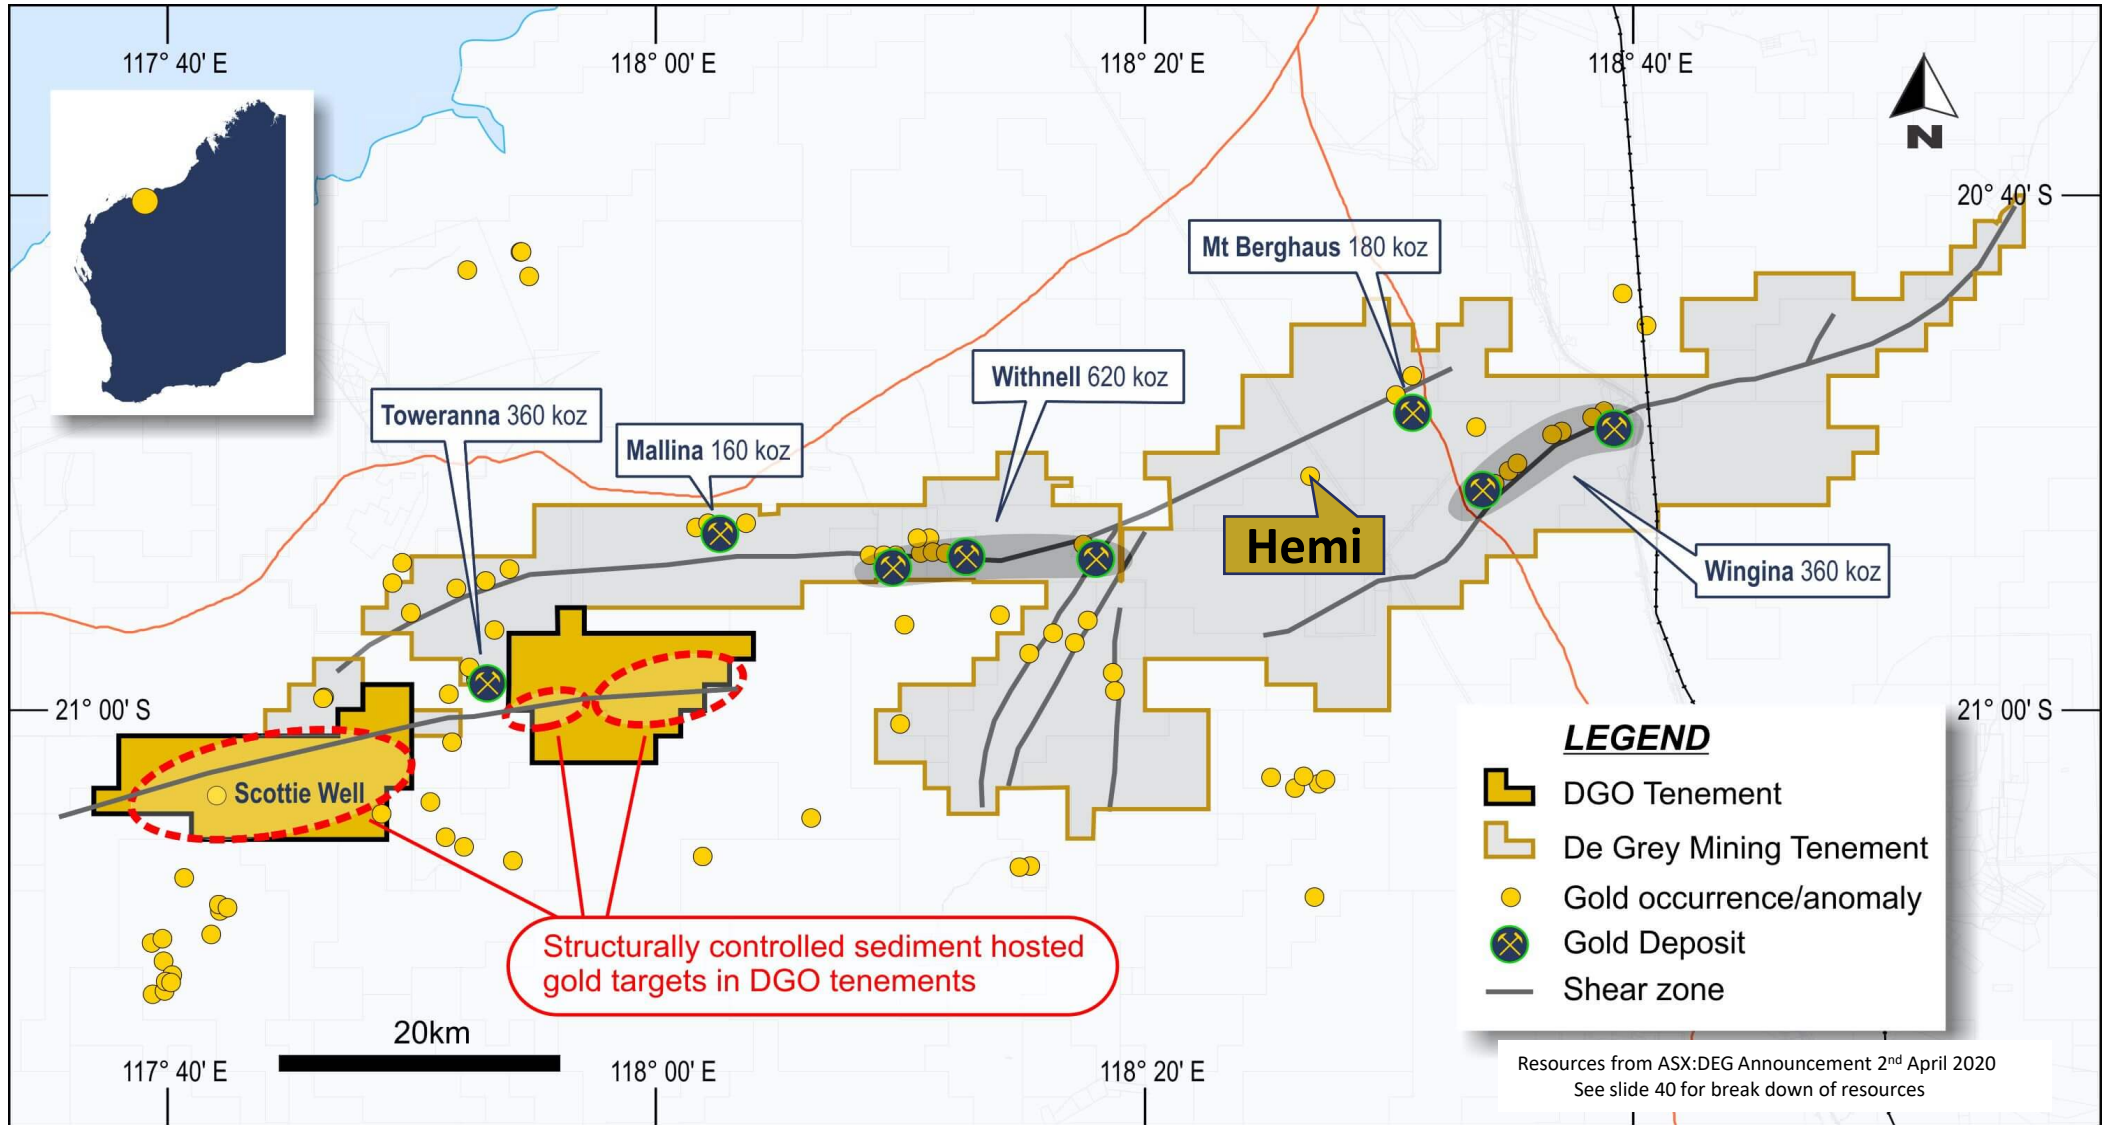 117° 40' E
118° 00' E
118° 20' E
118° 40' E
N
20° 40' S
Mt Berghaus 180 koz
Withnell 620 koz
Toweranna 360 koz
Mallina 160 koz
Hemi
Wingina 360 koz
21° 00' S
21° 00' S
Scottie Well
LEGEND
DGO Tenement
De Grey Mining Tenement
Gold occurrence/anomaly
Gold Deposit
Shear zone
Structurally controlled sediment hosted
gold targets in DGO tenements
20km
117° 40' E
118° 00' E
118° 20' E
Resources from ASX:DEG Announcement 2nd April 2020
See slide 40 for break down of resources